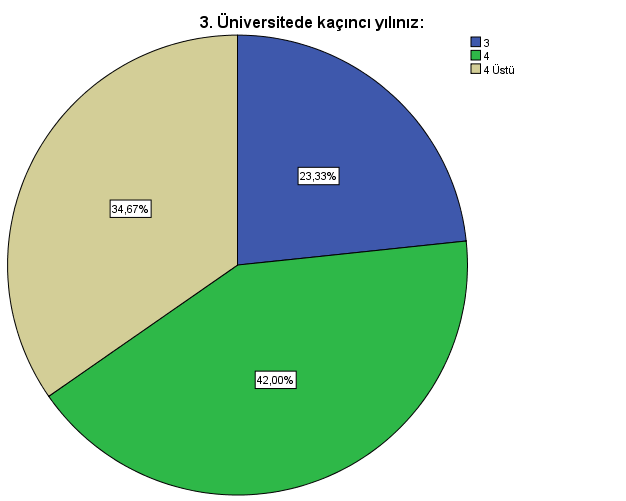 3. Üniversitede kaçıncı yılınız:
3
4
4 Üstü
23,33%
34,67%
42,00%